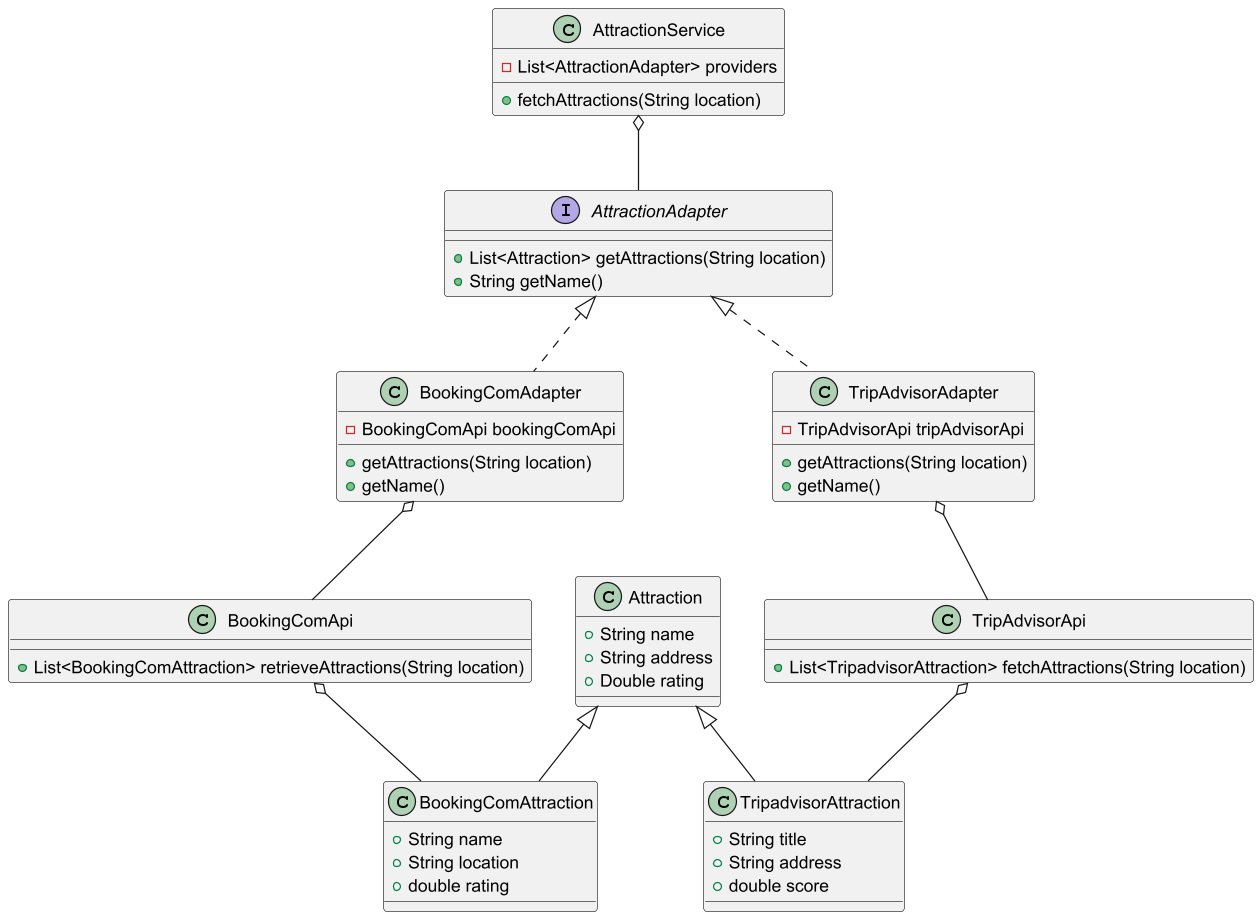 C AttractionService
List<AttractionAdapter> providers
fetchAttractions(String location)
I AttractionAdapter
List<Attraction> getAttractions(String location)
String getName()
C BookingComAdapter
BookingComApi bookingComApi
getAttractions(String location)
getName()
C TripAdvisorAdapter
TripAdvisorApi tripAdvisorApi
getAttractions(String location)
getName()
C BookingComApi
List<BookingComAttraction> retrieveAttractions(String location)
C Attraction
String name
String address
Double rating
C TripAdvisorApi
List<TripadvisorAttraction> fetchAttractions(String location)
C BookingComAttraction
String name
String location
double rating
C TripadvisorAttraction
String title
String address
double score